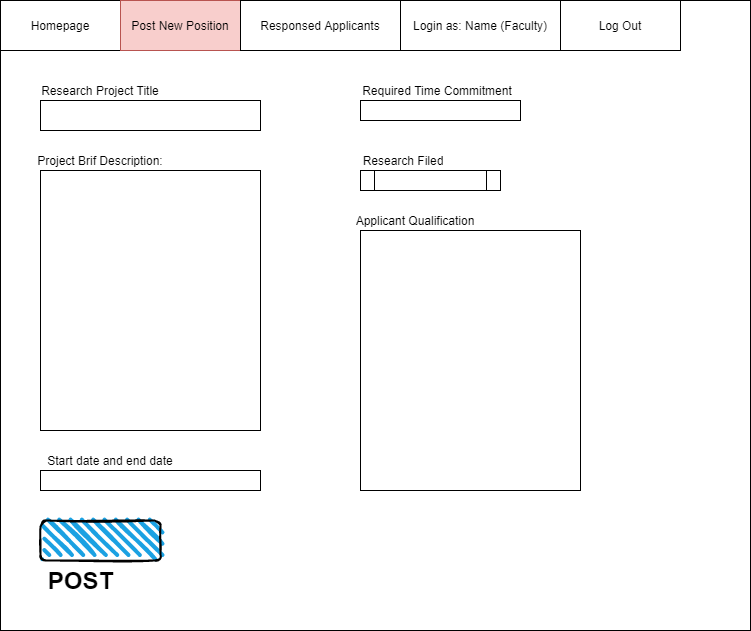 Homepage
Post New Position
Responsed Applicants
Login as: Name (Faculty)
Log Out
Research Project Title
Required Time Commitment
Project Brif Description:
Research Filed
Applicant Qualification
Start date and end date
POST